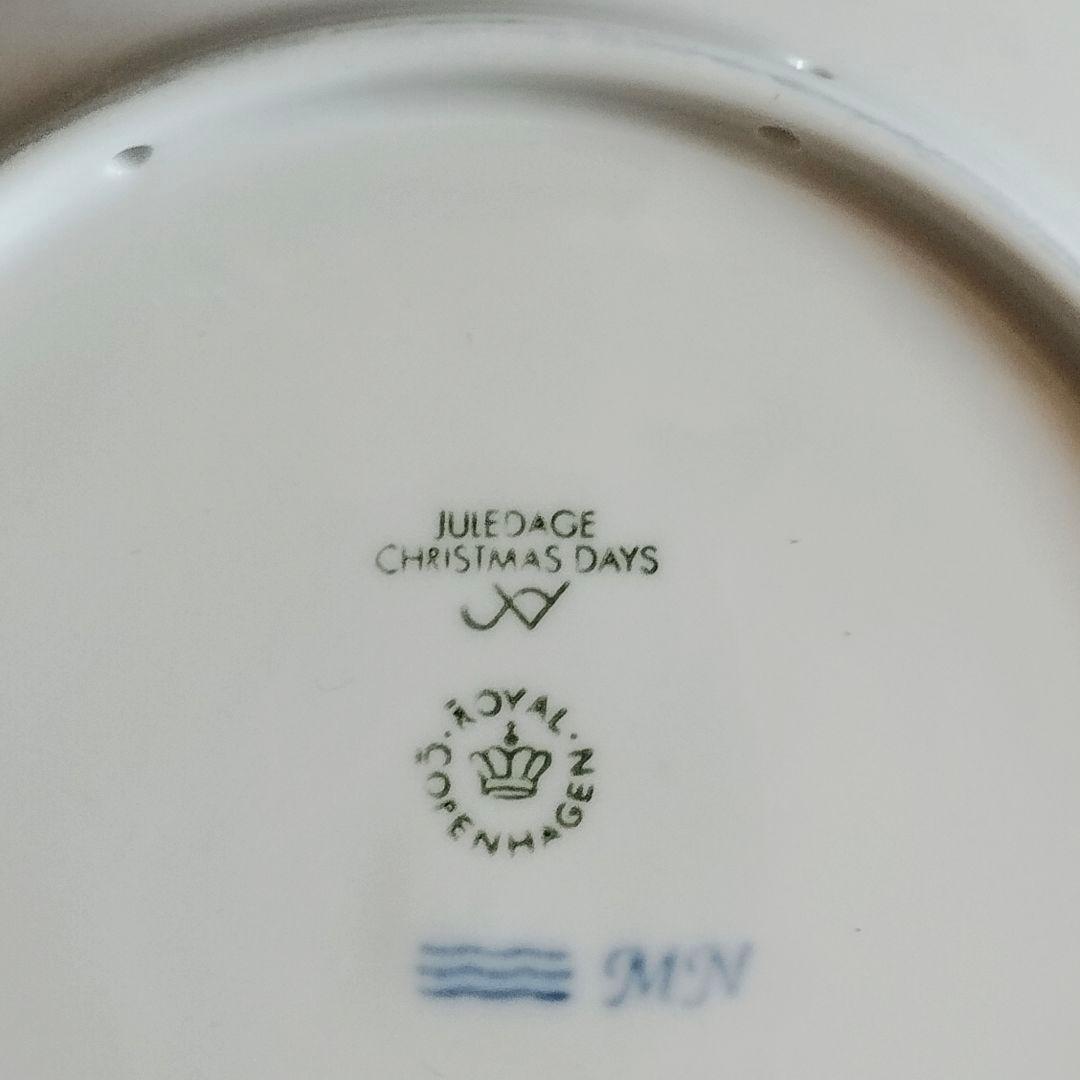 JULEDAGE
CHRISTMAS DAYS
ROYAL
COPENHAGEN
MN